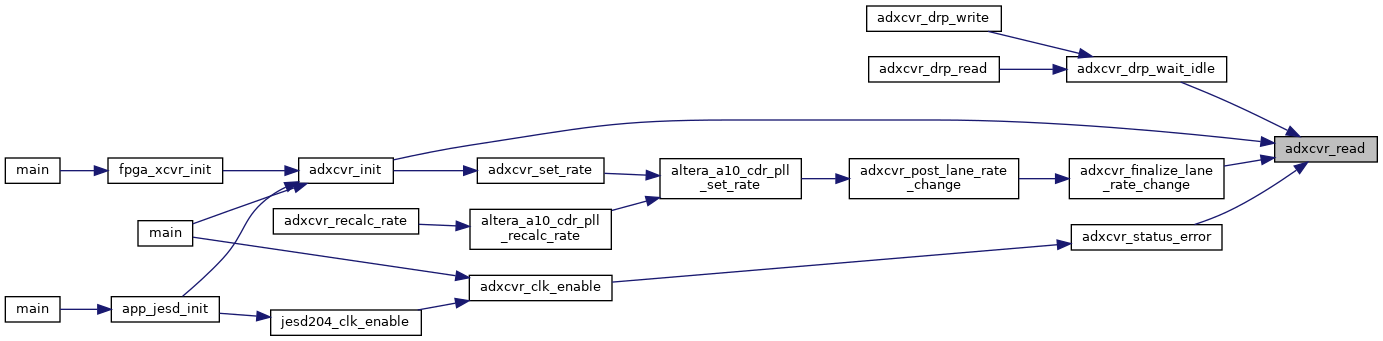 adxcvr_drp_write
adxcvr_drp_read
adxcvr_drp_wait_idle
adxcvr_read
main
fpga_xcvr_init
adxcvr_init
adxcvr_set_rate
altera_a10_cdr_pll
_set_rate
adxcvr_post_lane_rate
_change
adxcvr_finalize_lane
_rate_change
main
adxcvr_recalc_rate
altera_a10_cdr_pll
_recalc_rate
adxcvr_status_error
adxcvr_clk_enable
main
app_jesd_init
jesd204_clk_enable